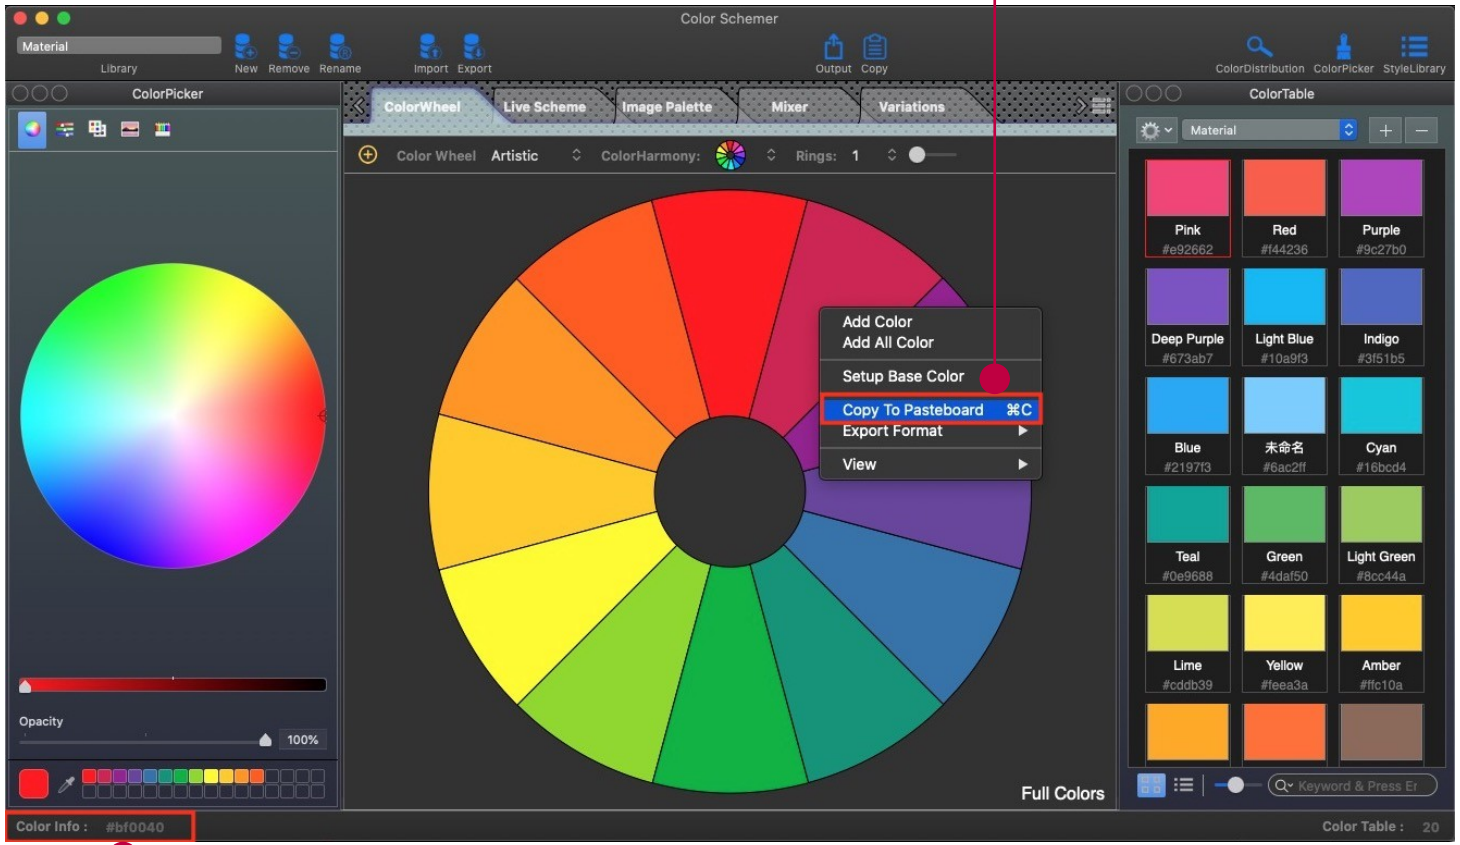 Color Schemer
Material
Library
New Remove Rename
Import Export
Output Copy
ColorDistribution ColorPicker StyleLibrary
ColorPicker
ColorWheel
Live Scheme
Image Palette
Mixer
Variations
ColorTable
Color Wheel Artistic
ColorHarmony:
Rings: 1
Material
Add Color
Add All Color
Setup Base Color
Copy To Pasteboard ⌘C
Export Format
View
Pink Red Purple
#e92662 #f44236 #9c27b0
Deep Purple Light Blue Indigo
#673ab7 #10a9f3 #3f51b5
Blue 未命名 Cyan
#2197f3 #6ac2ff #16bcd4
Teal Green Light Green
#0e9688 #4daf50 #8cc44a
Lime Yellow Amber
#cddb39 #feea3a #ffc10a
Opacity
100%
Full Colors
Keyword & Press Er
Color Info : #bf0040
Color Table : 20